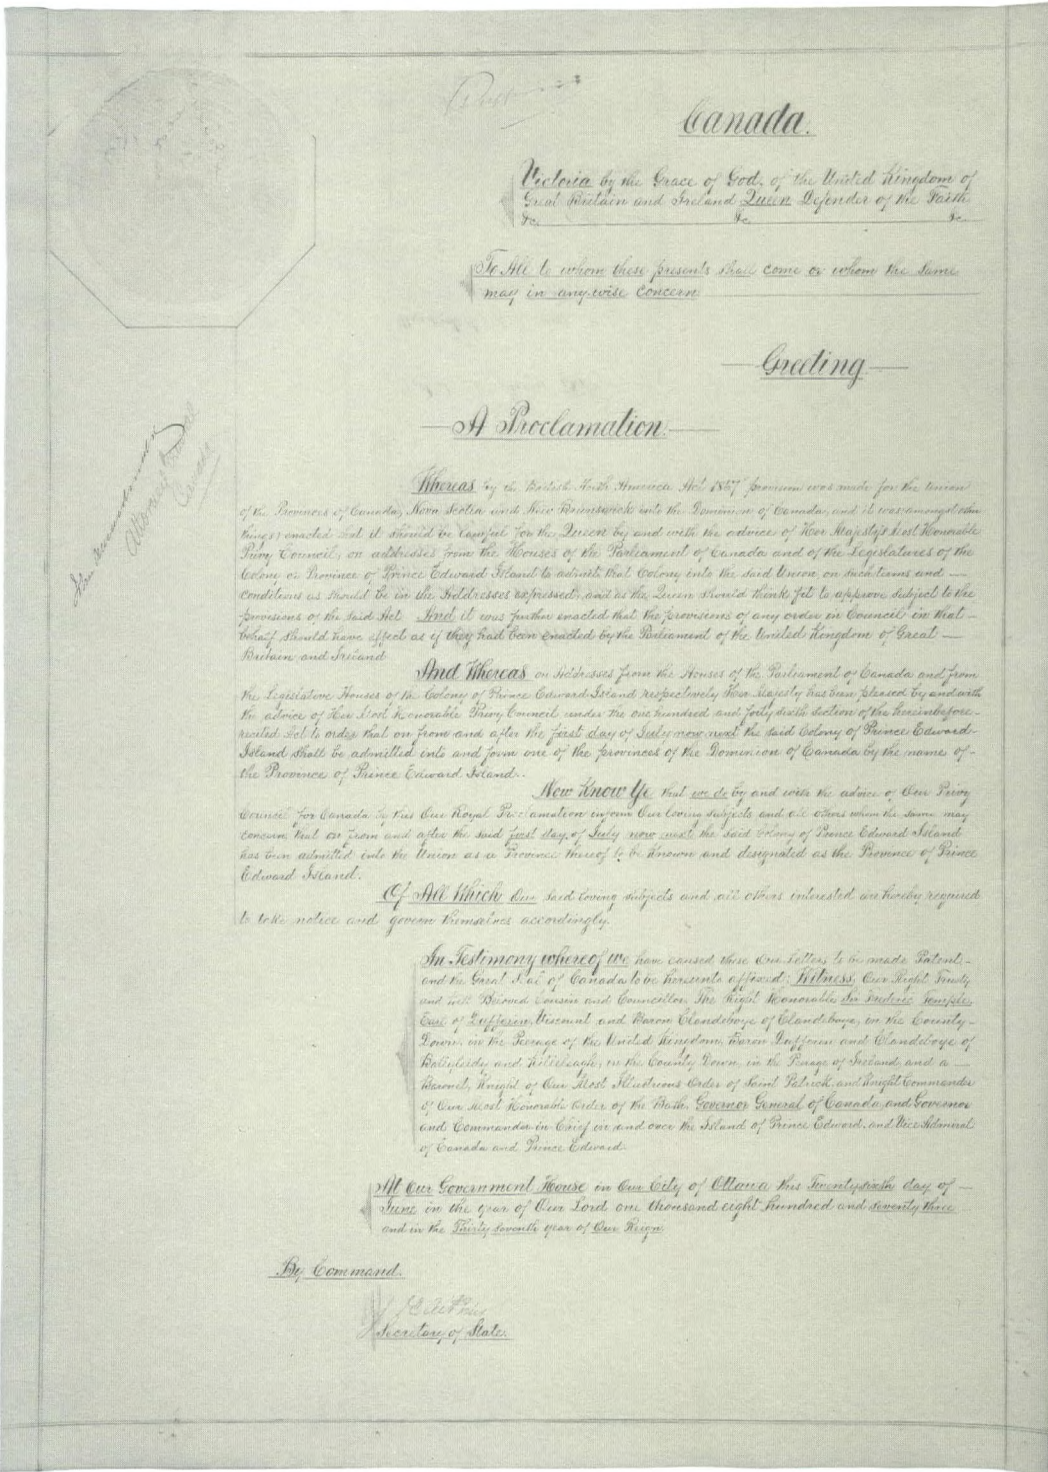 Canada.
Victoria by the Grace of God, of the United Kingdom of
Great Britain and Ireland Queen Defender of the Faith
&c. &c. &c.
To All to whom these presents shall come or whom the same
may in any wise concern
Greeting
A Proclamation.
Whereas by the British North America Act 1867 provision was made for the union
of the Provinces of Canada, Nova Scotia and New Brunswick into the Dominion of Canada, and it was amongst other
things enacted that it should be lawful for the Queen by and with the advice of Her Majesty's Most Honorable
Privy Council, on addresses from the Houses of the Parliament of Canada and of the Legislatures of the
Colony or Province of Prince Edward Island to admit that Colony into the said Union, on such terms and
conditions as should be in the Addresses expressed, and as the Queen should think fit to approve subject to the
provisions of the said Act And it was further enacted that the provisions of any order in Council in that
behalf should have effect as if they had been enacted by the Parliament of the United Kingdom of Great
Britain and Ireland
And Whereas on Addresses from the Houses of the Parliament of Canada and from
the Legislative Houses of the Colony of Prince Edward Island respectively Her Majesty has been pleased by and with
the advice of Her Most Honorable Privy Council under the one hundred and forty sixth section of the hereinbefore
recited Act to order that on from and after the first day of July now next the said Colony of Prince Edward
Island shall be admitted into and form one of the provinces of the Dominion of Canada by the name of
the Province of Prince Edward Island.
Now Know Ye that we do by and with the advice of Our Privy
Council for Canada by this Our Royal Proclamation inform Our loving subjects and all others whom the same may
concern, that on from and after the said first day of July now next the said Colony of Prince Edward Island
has been admitted into the Union as a Province thereof to be known and designated as the Province of Prince
Edward Island.
Of All Which Our said loving subjects and all others interested are hereby required
to take notice and govern themselves accordingly.
In Testimony whereof we have caused these Our Letters to be made Patent
and the Great Seal of Canada to be hereunto affixed; Witness, Our Right Trusty
and well Beloved Cousin and Councillor, The Right Honorable Sir Frederic Temple,
Earl of Dufferin, Viscount and Baron Clandeboye of Clandeboye, in the County
Down, in the Peerage of the United Kingdom, Baron Dufferin and Clandeboye of
Ballyleidy and Killeleagh, in the County Down, in the Peerage of Ireland, and a
Baronet, Knight of Our Most Illustrious Order of Saint Patrick, and Knight Commander
of Our Most Honorable Order of the Bath, Governor General of Canada, and Governor
and Commander in Chief in and over the Island of Prince Edward, and Vice Admiral
of Canada and Prince Edward.
At Our Government House in Our City of Ottawa this Twenty sixth day of
June in the year of Our Lord one thousand eight hundred and seventy three
and in the Thirty seventh year of Our Reign
By Command.
Secretary of State.